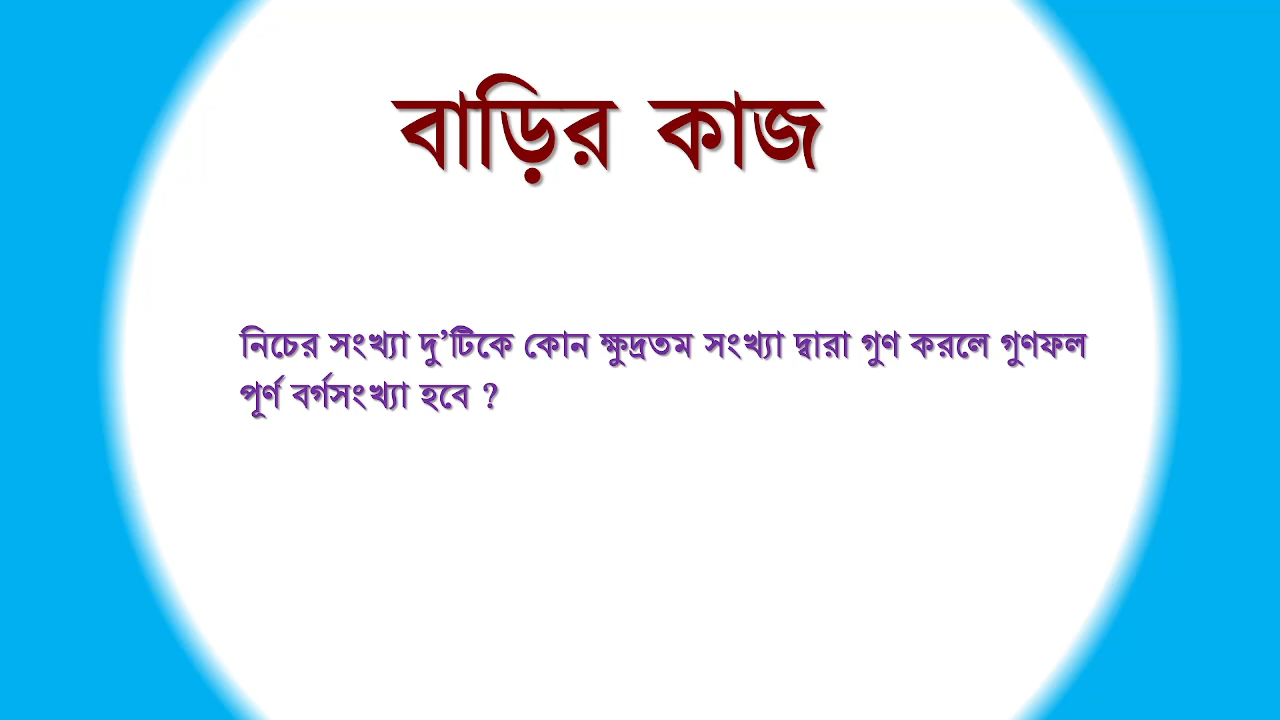 বাড়ির কাজ
নিচের সংখ্যা দু’টিকে কোন ক্ষুদ্রতম সংখ্যা দ্বারা গুণ করলে গুণফল
পূর্ণ বর্গসংখ্যা হবে ?